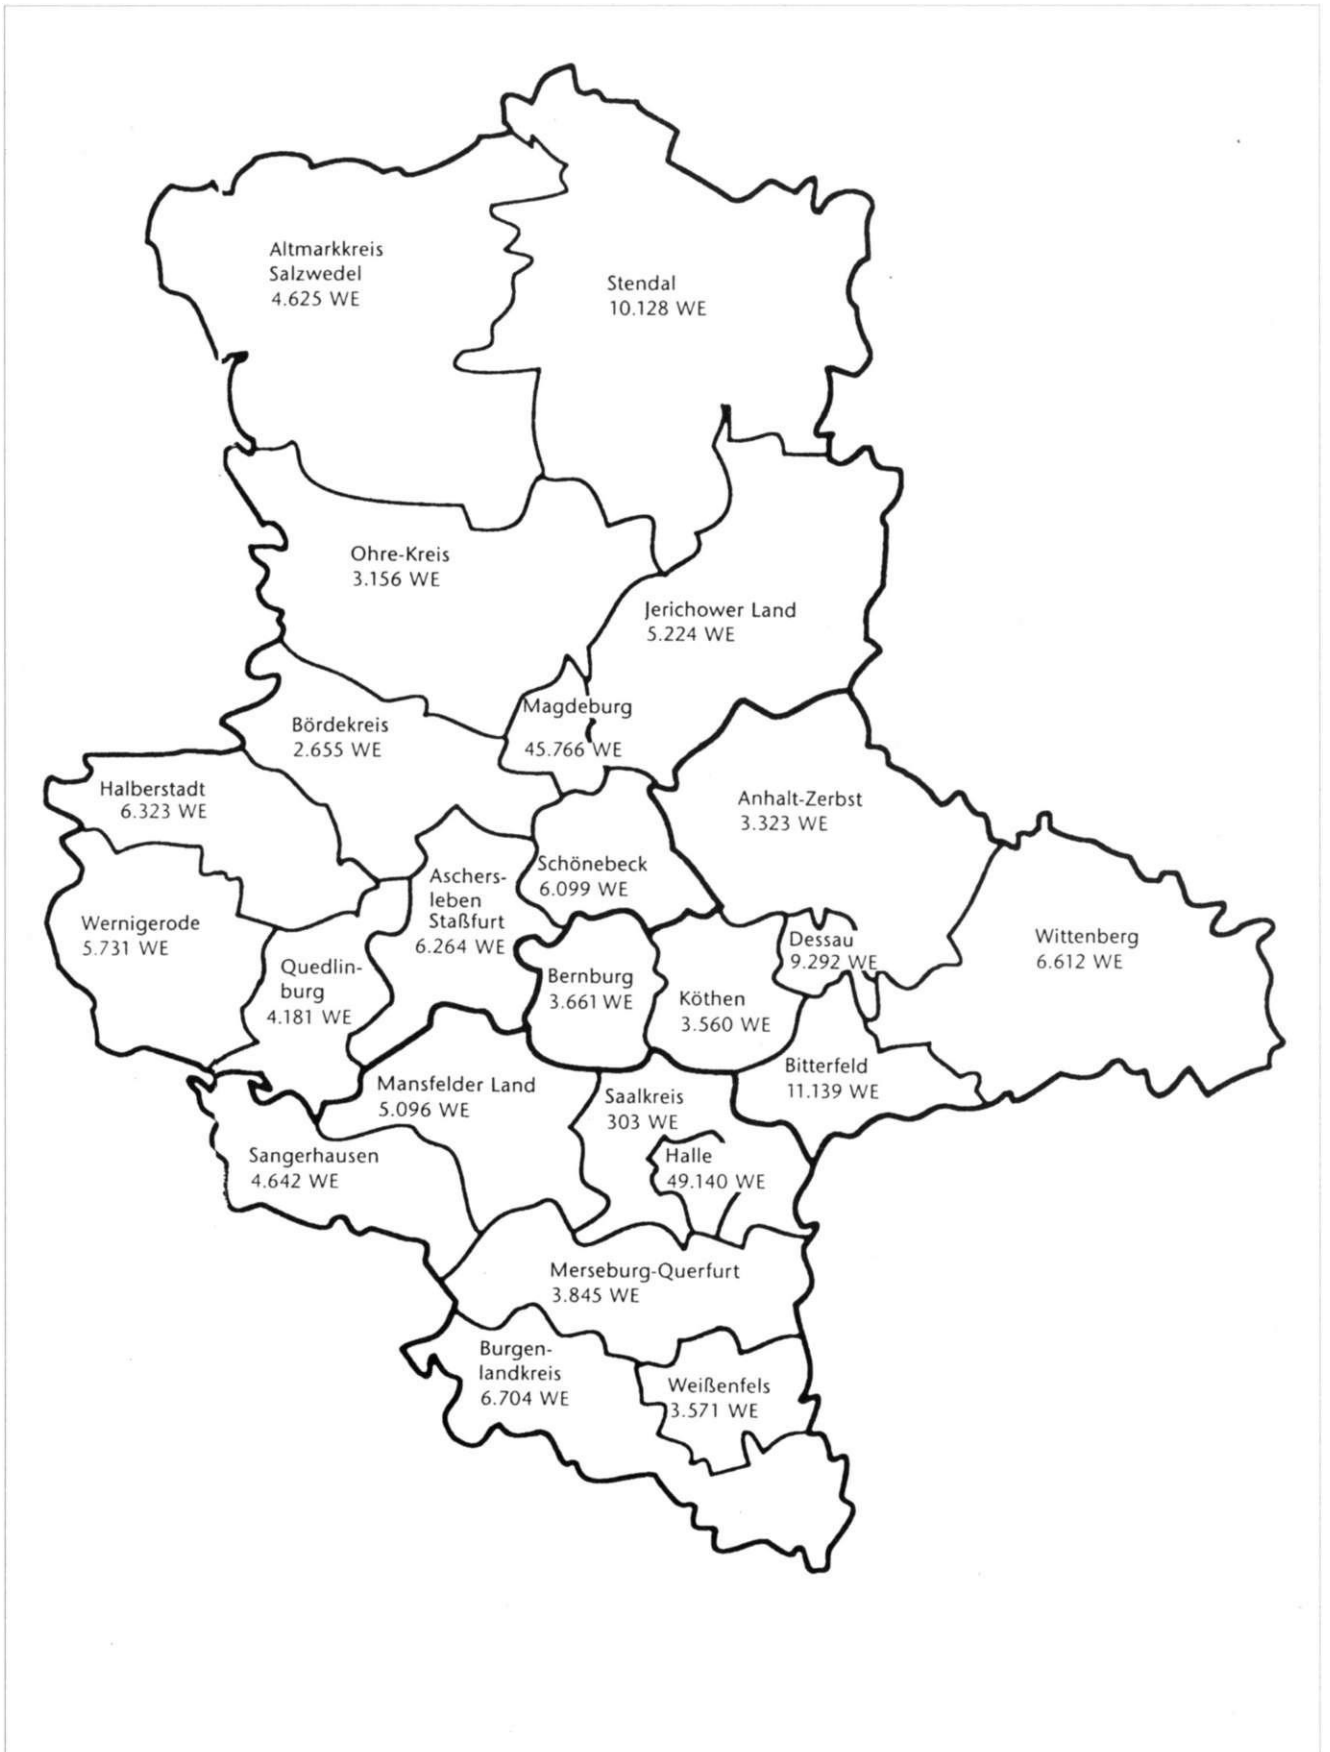 Altmarkkreis
Salzwedel
4.625 WE
Stendal
10.128 WE
Ohre-Kreis
3.156 WE
Jerichower Land
5.224 WE
Magdeburg
45.766 WE
Bördekreis
2.655 WE
Halberstadt
6.323 WE
Anhalt-Zerbst
3.323 WE
Schönebeck
6.099 WE
Aschers-
leben
Staßfurt
6.264 WE
Wernigerode
5.731 WE
Quedlin-
burg
4.181 WE
Bernburg
3.661 WE
Köthen
3.560 WE
Dessau
9.292 WE
Wittenberg
6.612 WE
Bitterfeld
11.139 WE
Mansfelder Land
5.096 WE
Saalkreis
303 WE
Halle
49.140 WE
Sangerhausen
4.642 WE
Merseburg-Querfurt
3.845 WE
Burgen-
landkreis
6.704 WE
Weißenfels
3.571 WE